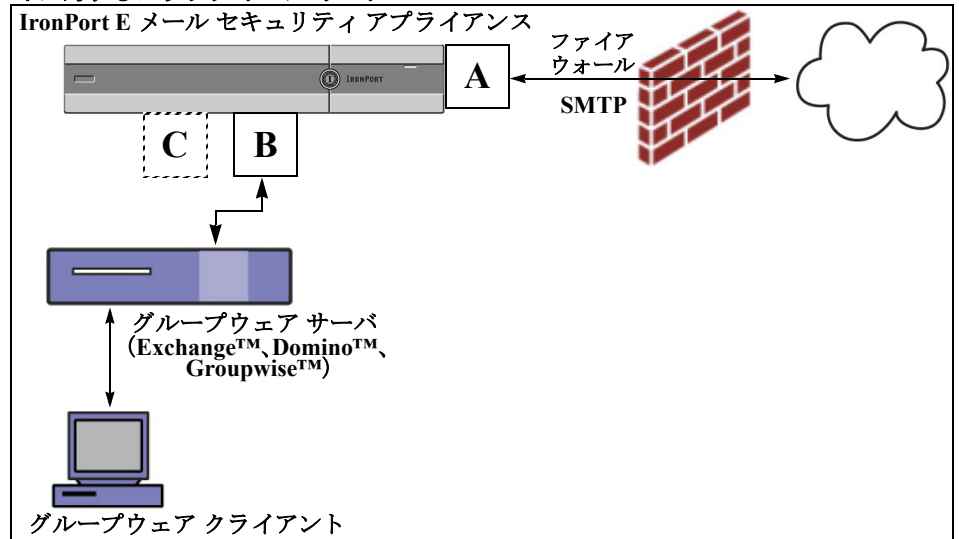 IronPort E メール セキュリティ アプライアンス
IRONPORT
A
ファイア
ウォール
SMTP
C
B
グループウェア サーバ
(Exchange™、Domino™、
Groupwise™)
グループウェア クライアント